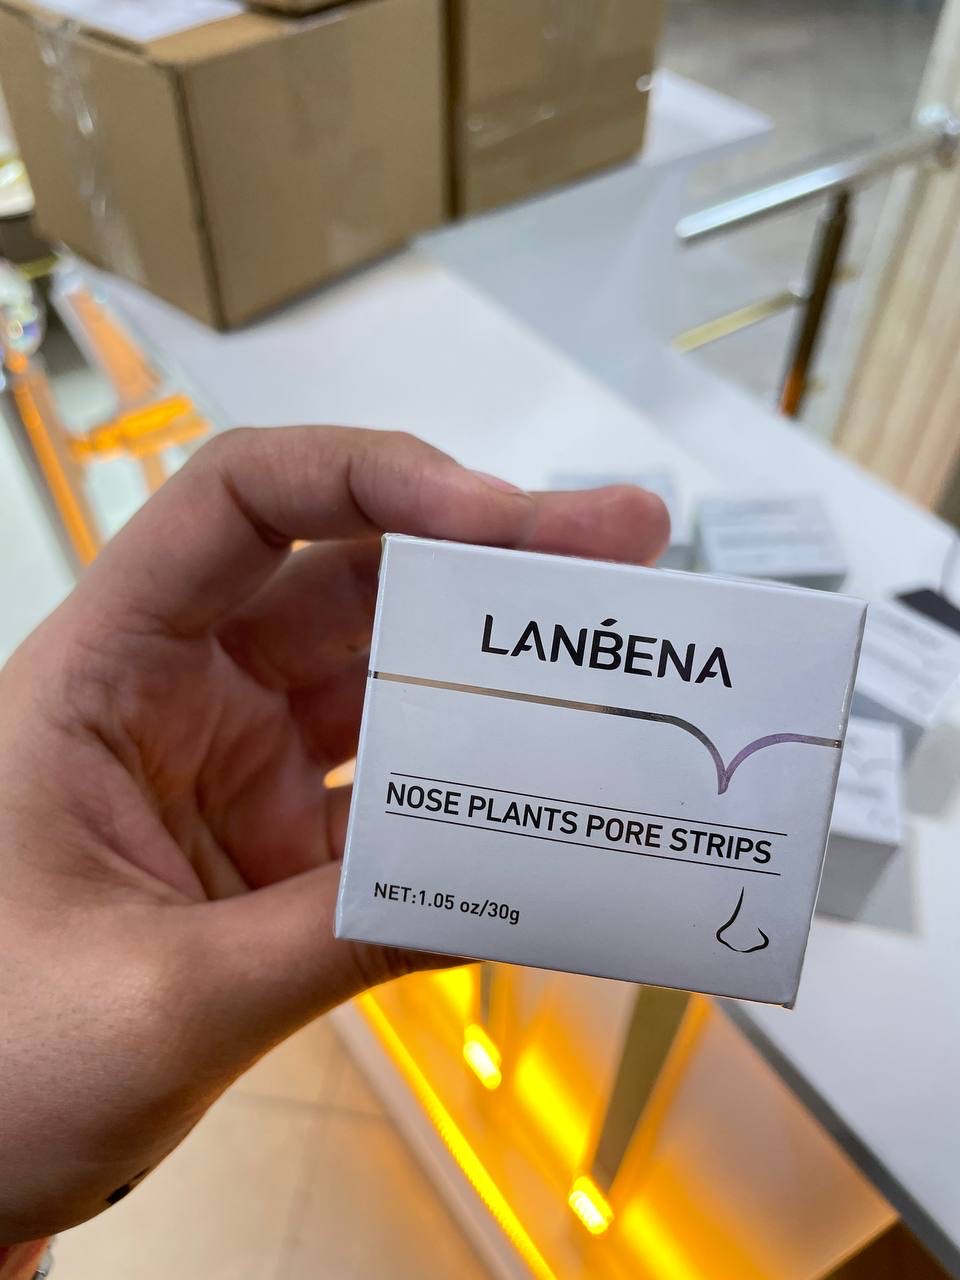 LANBENA
NOSE PLANTS PORE STRIPS
NET:1.05 oz/30g